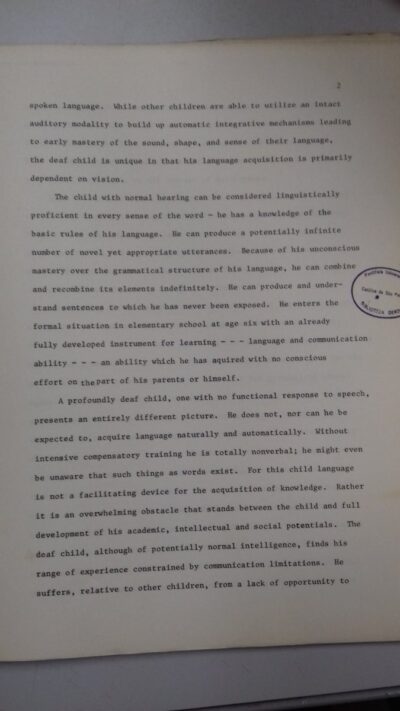 2
spoken language. While other children are able to utilize an intact
auditory modality to build up automatic integrative mechanisms leading
to early mastery of the sound, shape, and sense of their language,
the deaf child is unique in that his language acquisition is primarily
dependent on vision.
The child with normal hearing can be considered linguistically
proficient in every sense of the word - he has a knowledge of the
basic rules of his language. He can produce a potentially infinite
number of novel yet appropriate utterances. Because of his unconscious
mastery over the grammatical structure of his language, he can combine
and recombine its elements indefinitely. He can produce and under-
stand sentences to which he has never been exposed. He enters the
formal situation in elementary school at age six with an already
fully developed instrument for learning - - - language and communication
ability - - - an ability which he has aquired with no conscious
effort on the part of his parents or himself.
A profoundly deaf child, one with no functional response to speech,
presents an entirely different picture. He does not, nor can he be
expected to, acquire language naturally and automatically. Without
intensive compensatory training he is totally nonverbal; he might even
be unaware that such things as words exist. For this child language
is not a facilitating device for the acquisition of knowledge. Rather
it is an overwhelming obstacle that stands between the child and full
development of his academic, intellectual and social potentials. The
deaf child, although of potentially normal intelligence, finds his
range of experience constrained by communication limitations. He
suffers, relative to other children, from a lack of opportunity to